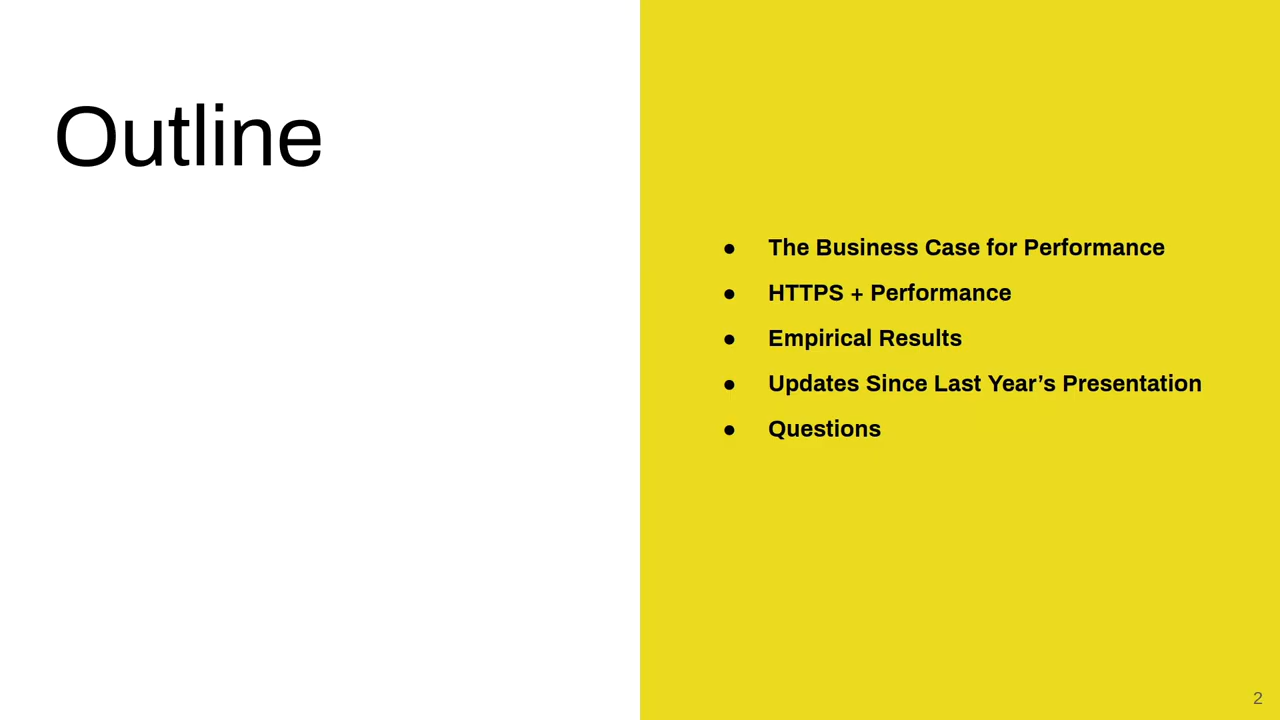 Outline
● The Business Case for Performance
● HTTPS + Performance
● Empirical Results
● Updates Since Last Year’s Presentation
● Questions
2